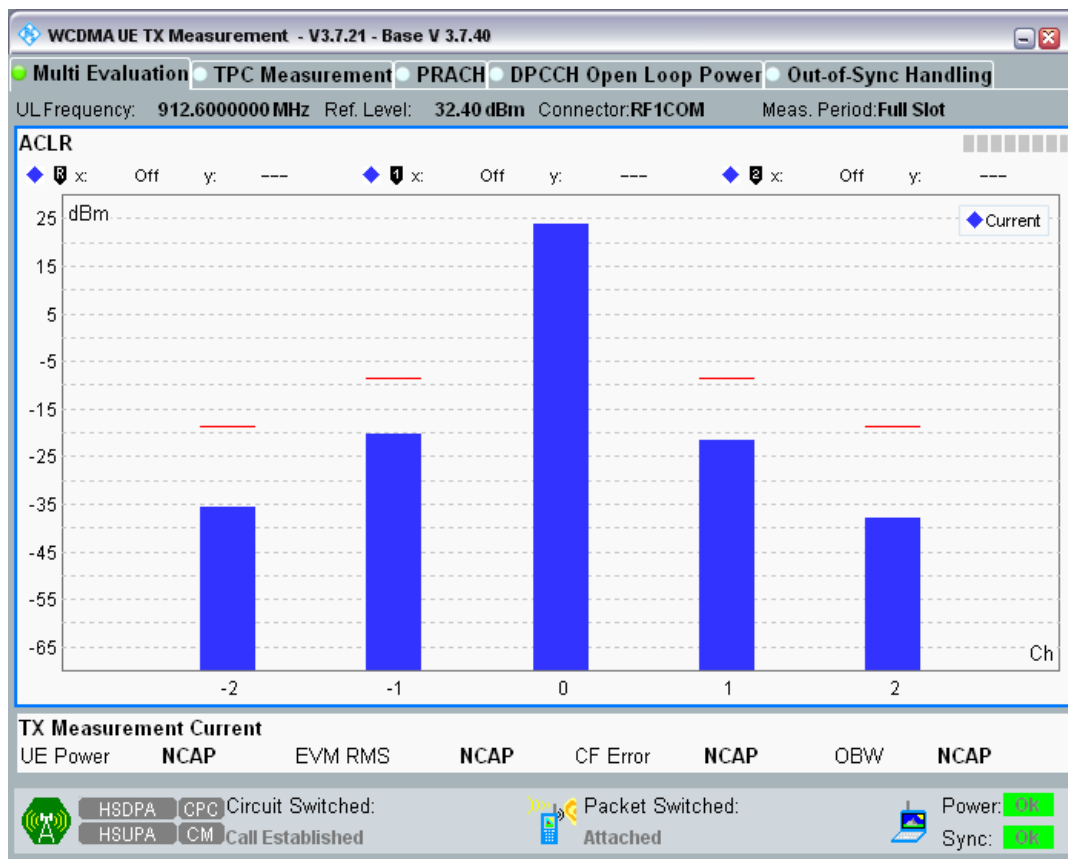 WCDMA UE TX Measurement - V3.7.21 - Base V 3.7.40
Multi Evaluation TPC Measurement PRACH DPCCH Open Loop Power Out-of-Sync Handling
UL Frequency: 912.6000000 MHz Ref. Level: 32.40 dBm Connector:RF1COM Meas. Period:Full Slot
ACLR
R x: Off y: --- 1 x: Off y: --- 2 x: Off y: ---
dBm
Current
25
15
5
-5
-15
-25
-35
-45
-55
-65
Ch
-2 -1 0 1 2
TX Measurement Current
UE Power NCAP EVM RMS NCAP CF Error NCAP OBW NCAP
HSDPA CPC Circuit Switched: Packet Switched: Power: Ok
HSUPA CM Call Established Attached Sync: Ok